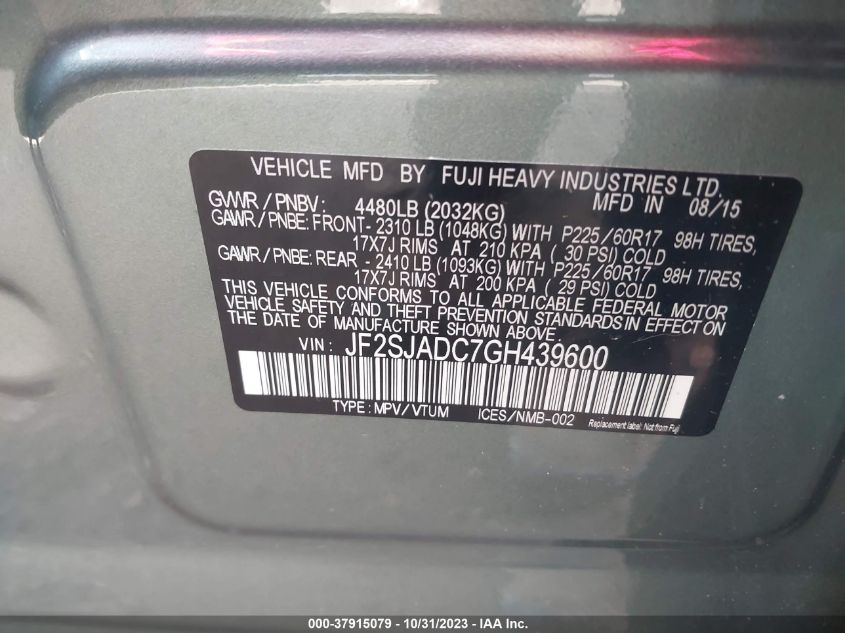 VEHICLE MFD BY FUJI HEAVY INDUSTRIES LTD.
GVWR / PNBV : 4480LB (2032KG) MFD IN 08/15
GAWR / PNBE: FRONT- 2310 LB (1048KG) WITH P225/60R17 98H TIRES,
17X7J RIMS AT 210 KPA ( 30 PSI) COLD
GAWR / PNBE: REAR - 2410 LB (1093KG) WITH P225/60R17 98H TIRES,
17X7J RIMS AT 200 KPA ( 29 PSI) COLD
THIS VEHICLE CONFORMS TO ALL APPLICABLE FEDERAL MOTOR
VEHICLE SAFETY AND THEFT PREVENTION STANDARDS IN EFFECT ON
THE DATE OF MANUFACTURE SHOWN ABOVE.
VIN : JF2SJADC7GH439600
TYPE : MPV/VTUM ICES/NMB-002 Replacement label: Not from Fuji
000-37915079 - 10/31/2023 - IAA Inc.